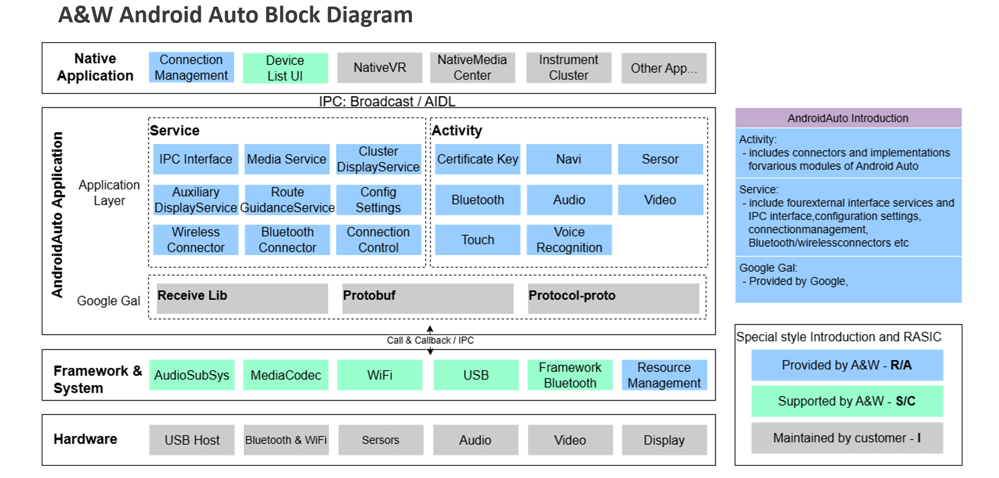 A&W Android Auto Block Diagram
Native
Application
Connection
Management
Device
List UI
NativeVR
NativeMedia
Center
Instrument
Cluster
Other App...
IPC: Broadcast / AIDL
AndroidAuto Application
Application
Layer
Service
IPC Interface
Media Service
Cluster
DisplayService
Auxiliary
DisplayService
Route
GuidanceService
Config
Settings
Wireless
Connector
Bluetooth
Connector
Connection
Control
Activity
Certificate Key
Navi
Sersor
Bluetooth
Audio
Video
Touch
Voice
Recognition
Google Gal
Receive Lib
Protobuf
Protocol-proto
Call & Callback / IPC
Framework &
System
AudioSubSys
MediaCodec
WiFi
USB
Framework
Bluetooth
Resource
Management
Hardware
USB Host
Bluetooth & WiFi
Sersors
Audio
Video
Display
AndroidAuto Introduction
Activity:
- includes connectors and implementations
forvarious modules of Android Auto
Service:
- include fourexternal interface services and
IPC interface,configuration settings,
connectionmanagement,
Bluetooth/wirelessconnectors etc
Google Gal:
- Provided by Google,
Special style Introduction and RASIC
Provided by A&W - R/A
Supported by A&W - S/C
Maintained by customer - I